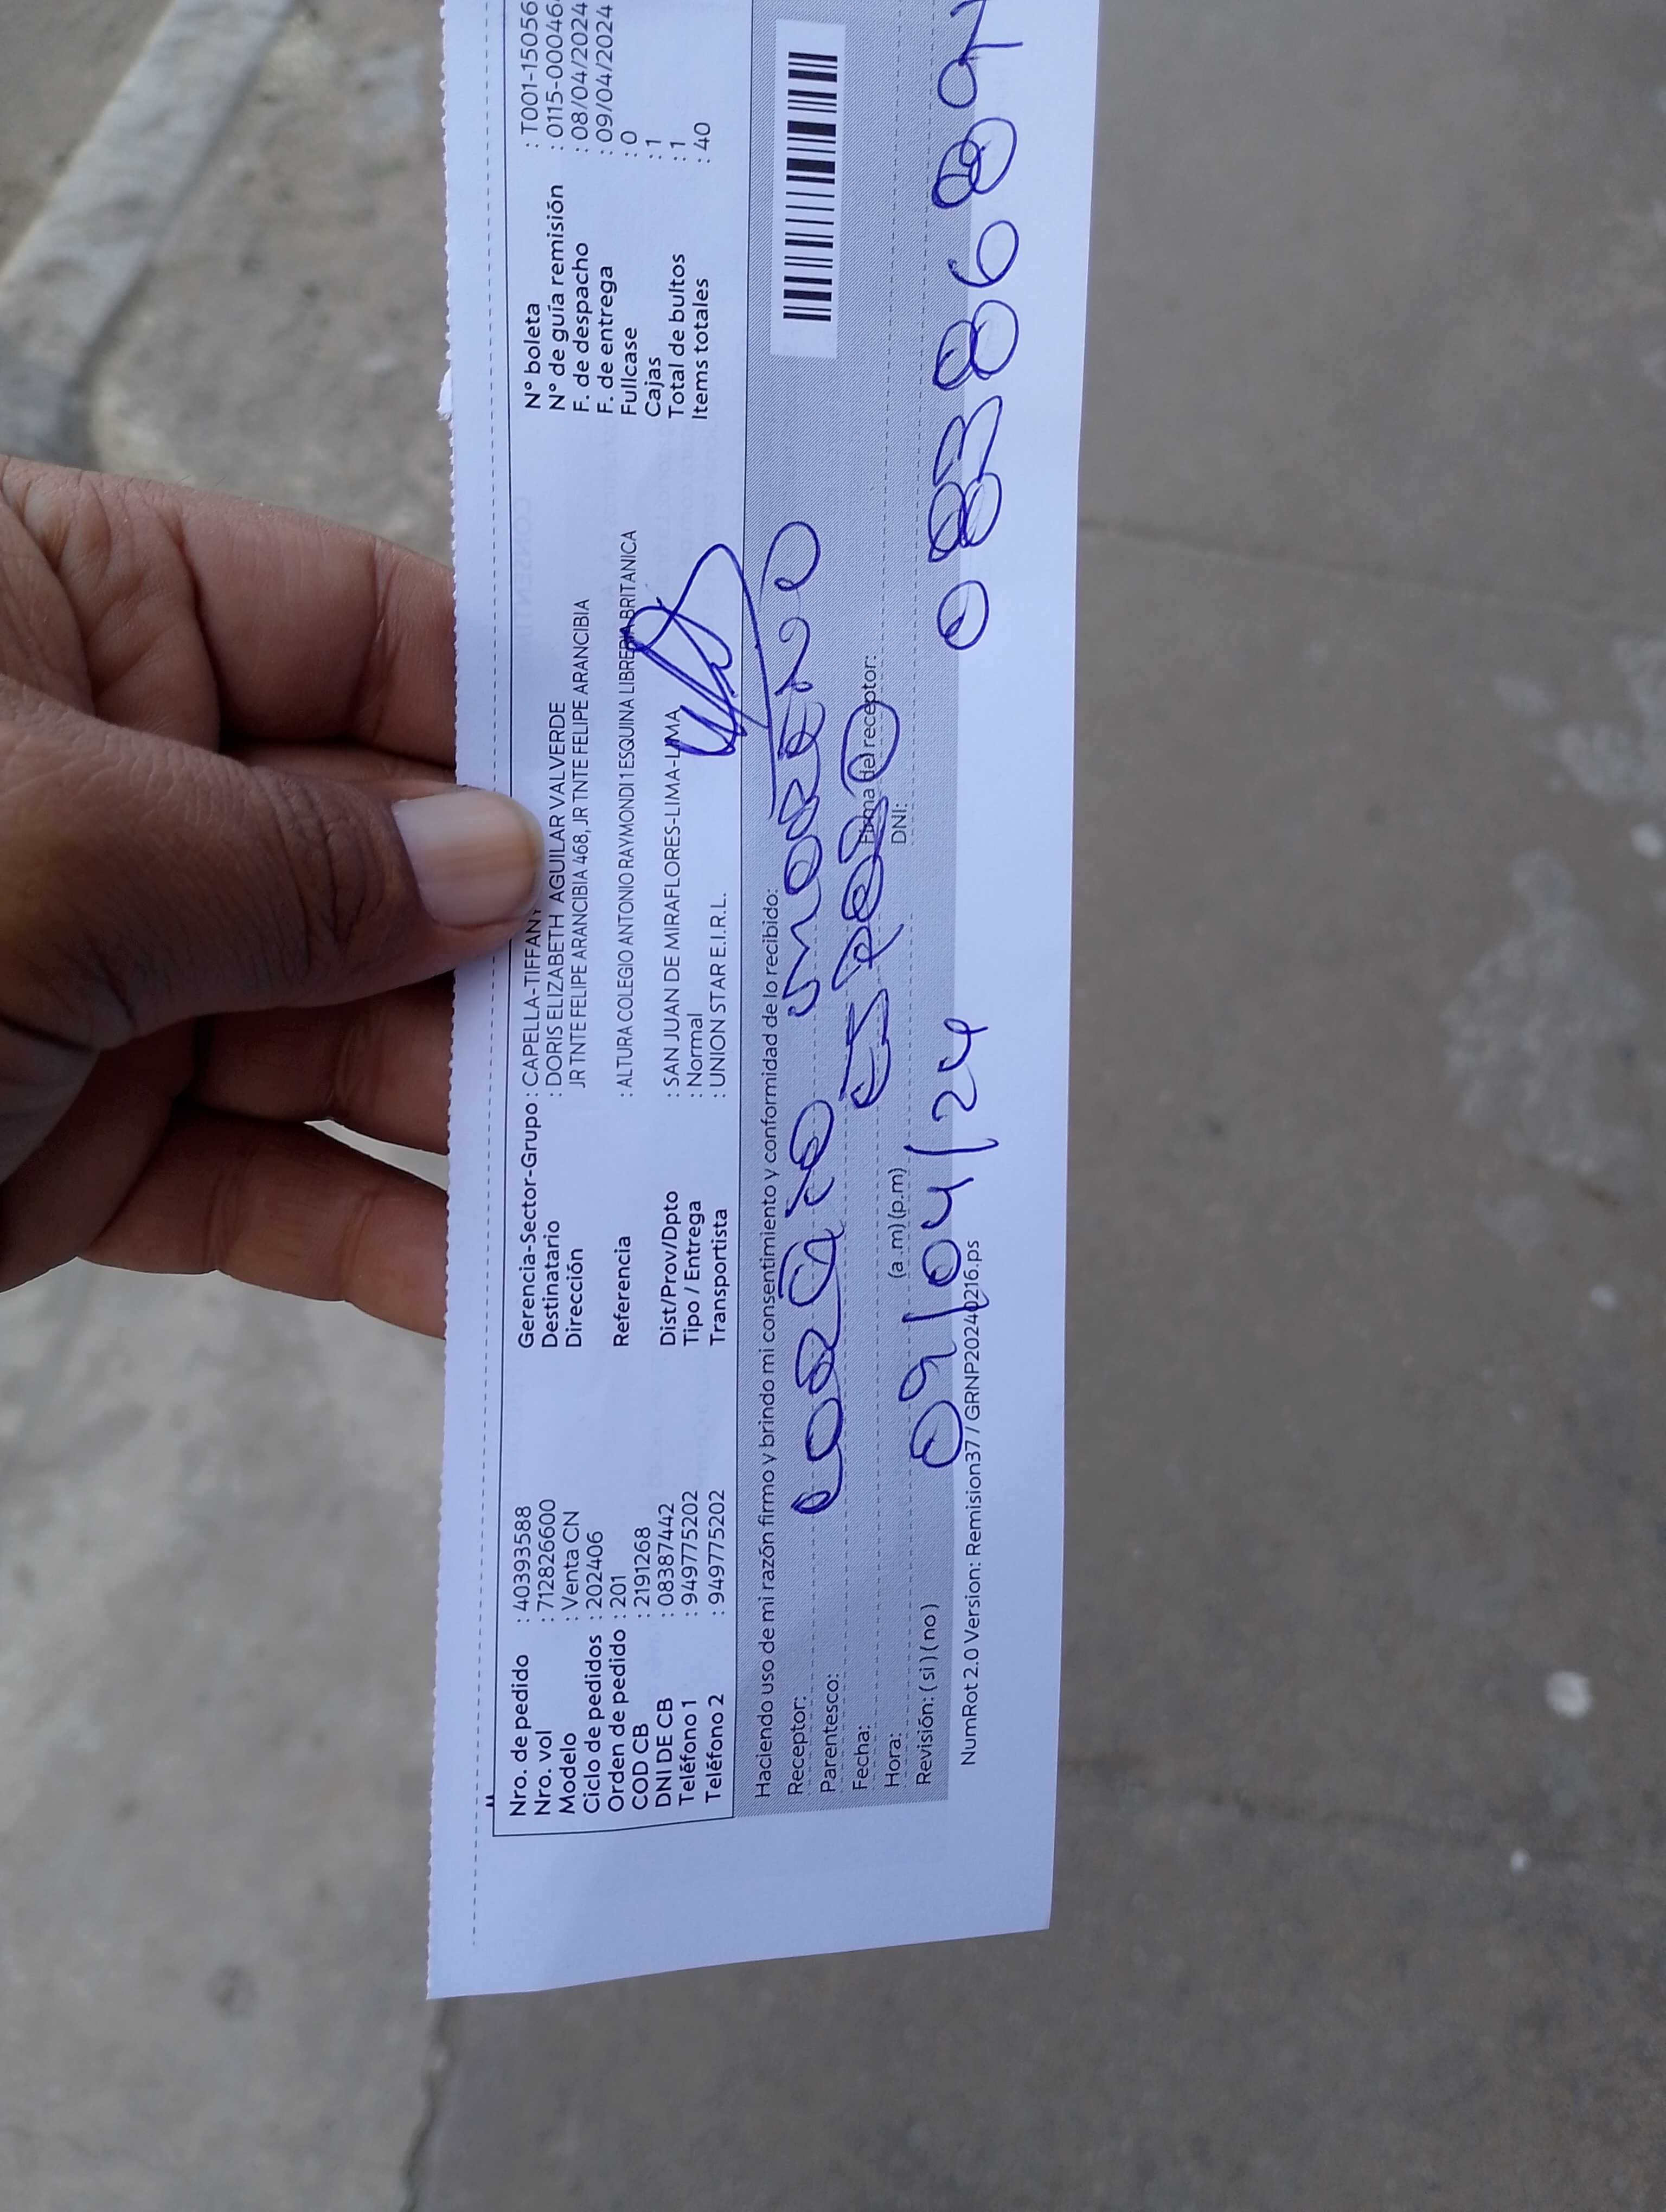 Nro. de pedido : 40393588
Nro. vol : 712826600
Modelo : Venta CN
Ciclo de pedidos : 202406
Orden de pedido : 201
COD CB : 2191268
DNI DE CB : 08387442
Teléfono 1 : 949775202
Teléfono 2 : 949775202
Gerencia-Sector-Grupo : CAPELLA-TIFFANY
Destinatario : DORIS ELIZABETH AGUILAR VALVERDE
Dirección JR TNTE FELIPE ARANCIBIA 468, JR TNTE FELIPE ARANCIBIA
Referencia : ALTURA COLEGIO ANTONIO RAYMONDI 1 ESQUINA LIBRERIA BRITANICA
Dist/Prov/Dpto : SAN JUAN DE MIRAFLORES-LIMA-LIMA
Tipo / Entrega : Normal
Transportista : UNION STAR E.I.R.L.
N° boleta : T001-15056
N° de guía remisión : 0115-000464
F. de despacho : 08/04/2024
F. de entrega : 09/04/2024
Fullcase : 0
Cajas : 1
Total de bultos : 1
Items totales : 40
Haciendo uso de mi razón firmo y brindo mi consentimiento y conformidad de lo recibido:
Receptor: MORENO
Parentesco: ESPOSO
Fecha: 09/04/24
Hora: (a.m) (p.m)
Firma del receptor:
DNI:
Revisión: ( si ) ( no )
NumRot 2.0 Version: Remision37 / GRNP20240216.ps